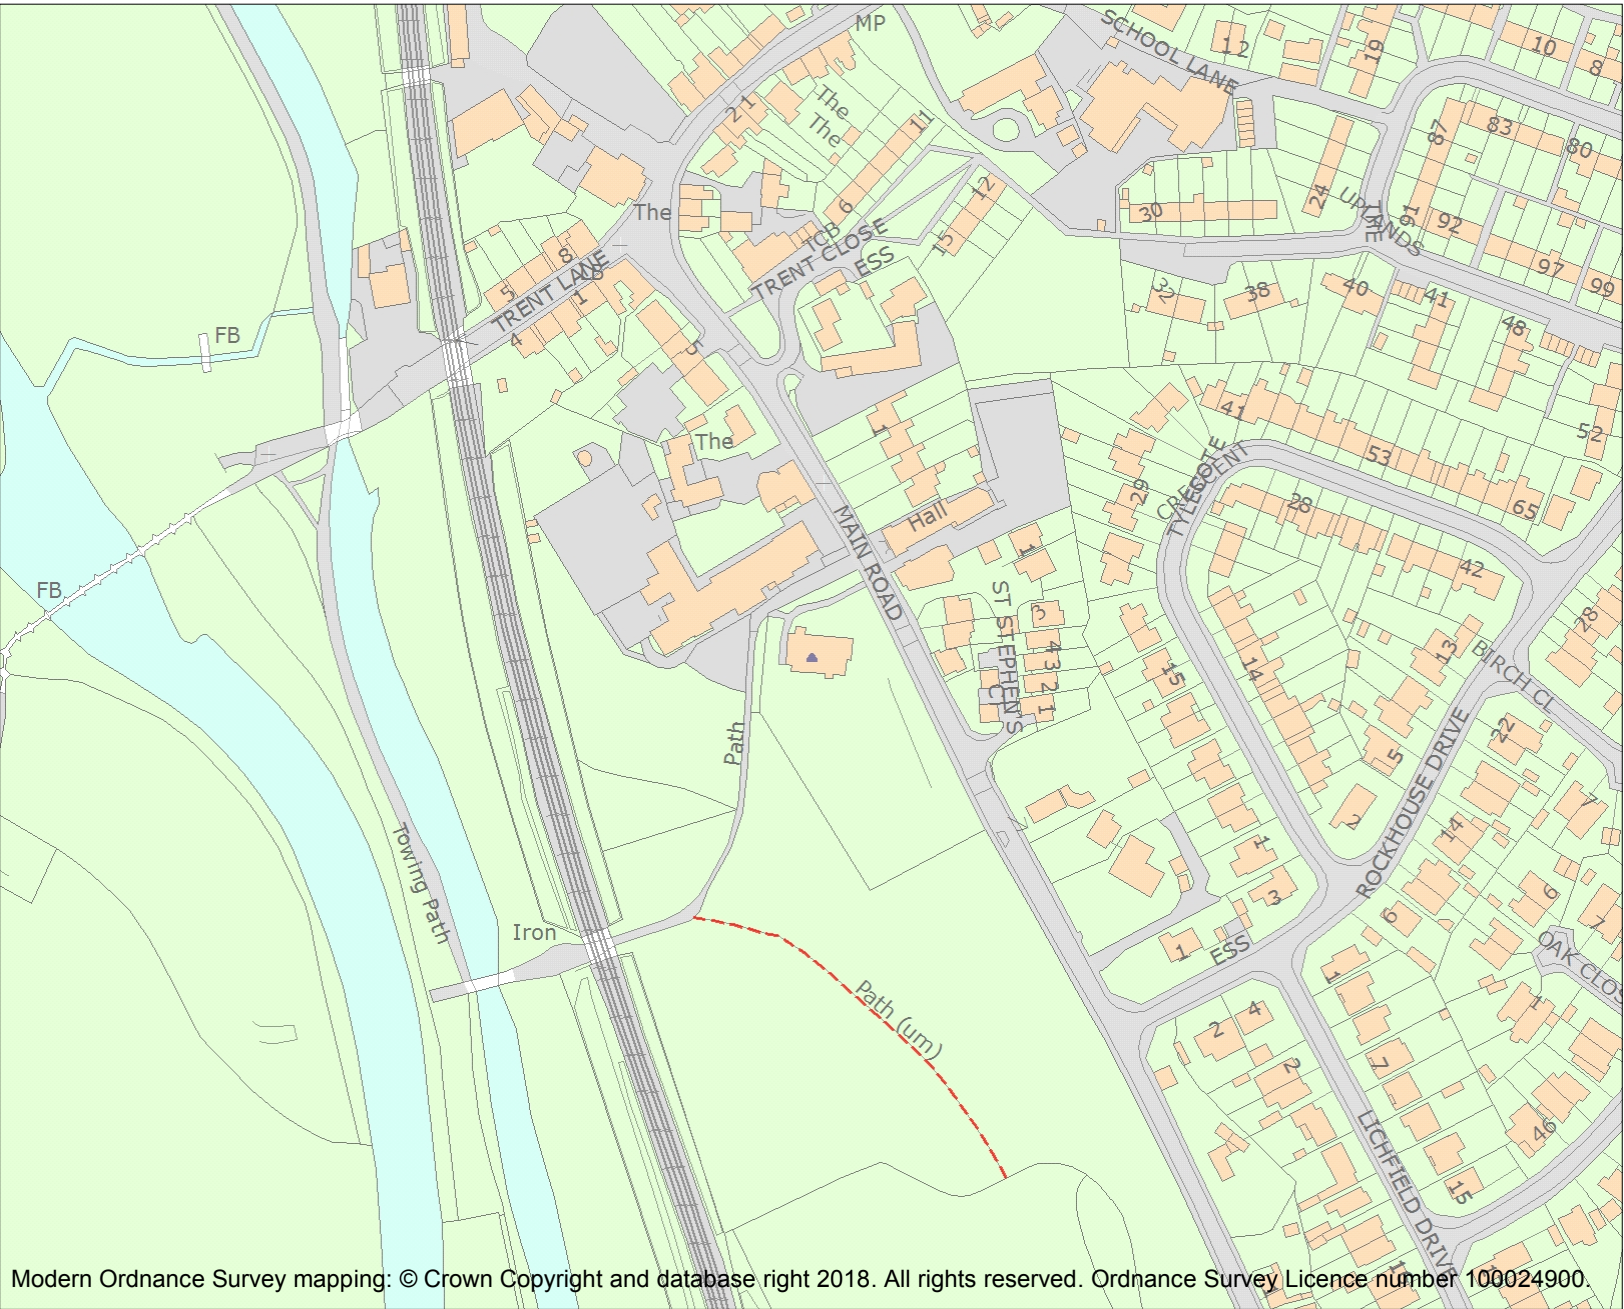 MP
SCHOOL LANE
1 2
19
10
8
2 1
The
The
11
87
83
80
12
24
UPLANDS
THE
91
92
30
The
6
TCB
TRENT CLOSE
ESS
15
8
5
TRENT LANE
1
4
FB
5
32
38
40
41
97
99
48
The
1
41
TYLECOTE
CRESCENT
53
52
65
29
28
42
Hall
MAIN ROAD
1
FB
ST STEPHEN'S
CT
3
4
3
2
1
15
14
13
28
BIRCH CL
22
5
ROCKHOUSE DRIVE
2
14
7
Path
Towing Path
Iron
1
3
6
6
7
1
ESS
OAK CLOS
1
1
Path (um)
2
4
2
7
46
LICHFIELD DRIVE
15
Modern Ordnance Survey mapping: © Crown Copyright and database right 2018. All rights reserved. Ordnance Survey Licence number 100024900.